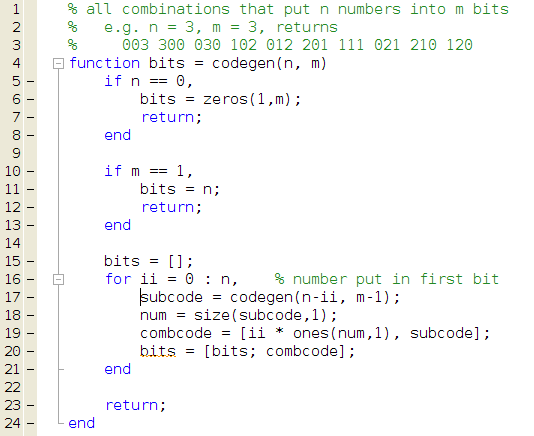 1 % all combinations that put n numbers into m bits
2 % e.g. n = 3, m = 3, returns
3 % 003 300 030 102 012 201 111 021 210 120
4 function bits = codegen(n, m)
5 - if n == 0,
6 - bits = zeros(1,m);
7 - return;
8 - end
9
10 - if m == 1,
11 - bits = n;
12 - return;
13 - end
14
15 - bits = [];
16 - for ii = 0 : n, % number put in first bit
17 - subcode = codegen(n-ii, m-1);
18 - num = size(subcode,1);
19 - combcode = [ii * ones(num,1), subcode];
20 - bits = [bits; combcode];
21 - end
22
23 - return;
24 - end